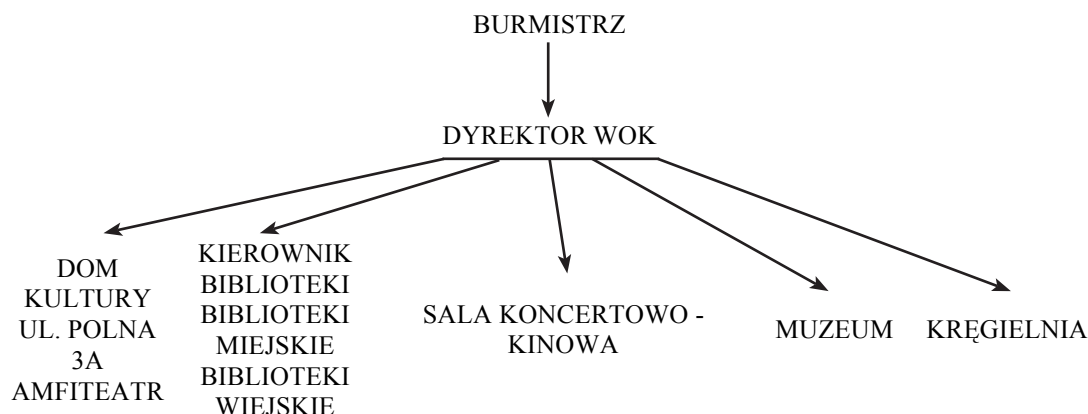 BURMISTRZ
DYREKTOR WOK
DOM
KULTURY
UL. POLNA
3A
AMFITEATR
KIEROWNIK
BIBLIOTEKI
BIBLIOTEKI
MIEJSKIE
BIBLIOTEKI
WIEJSKIE
SALA KONCERTOWO -
KINOWA
MUZEUM
KRĘGIELNIA